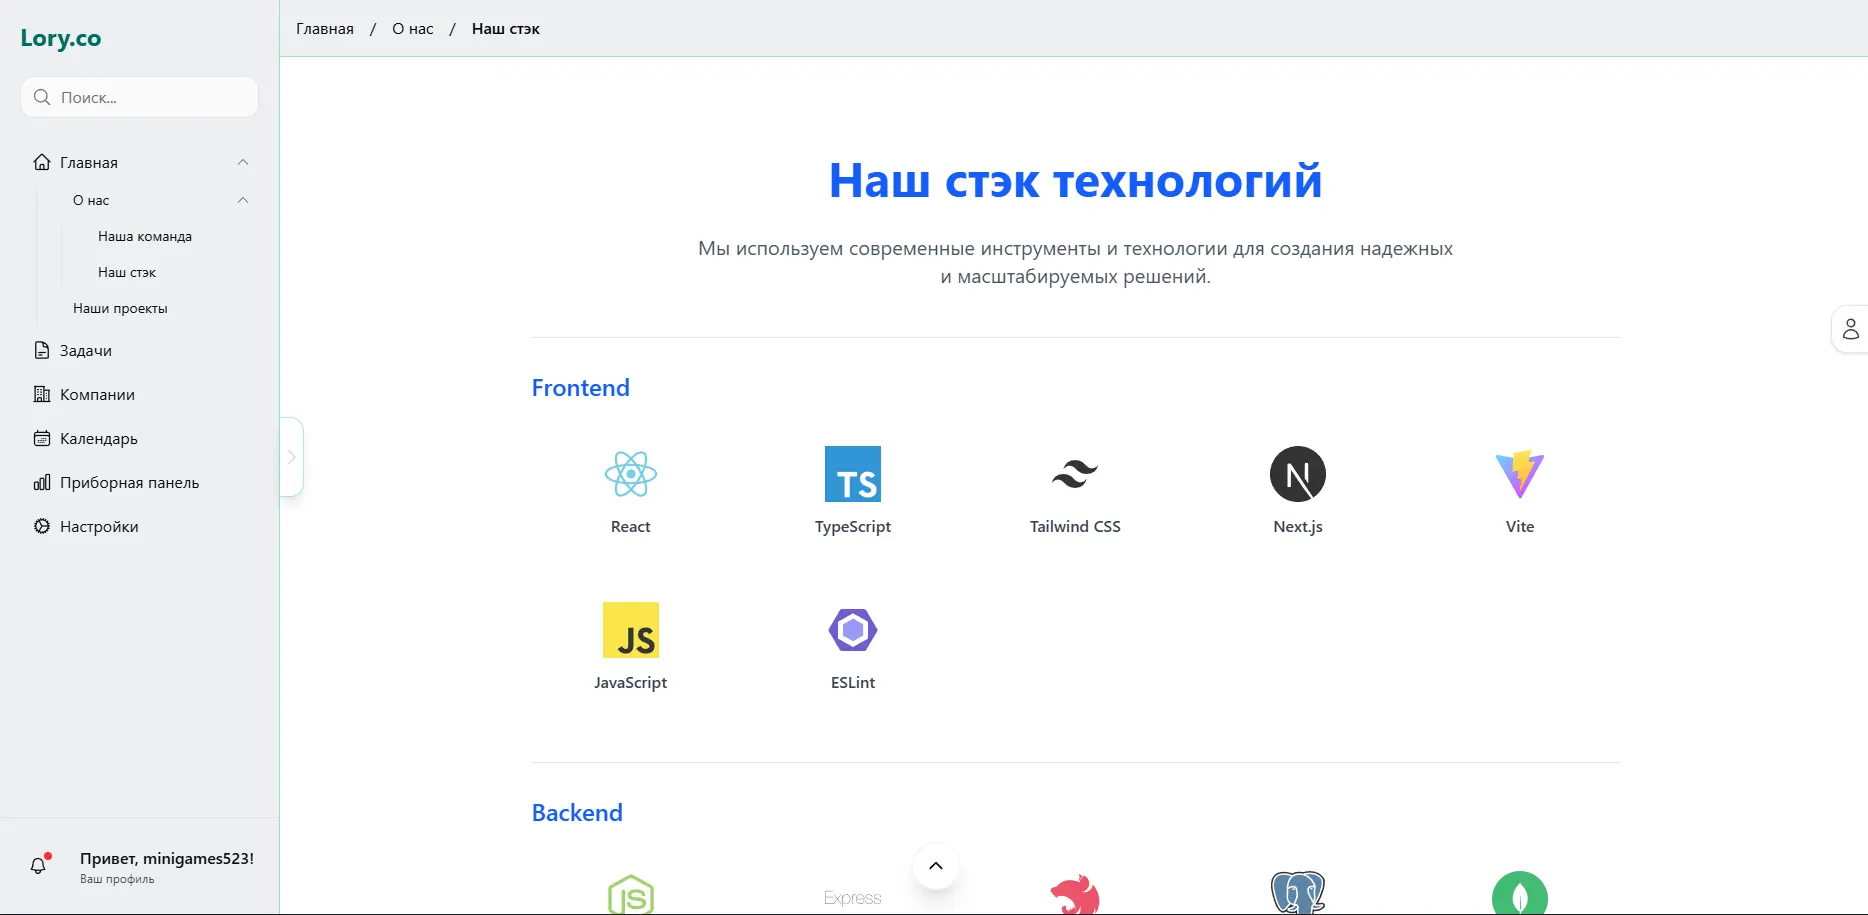 Lory.co
Поиск...
Главная
О нас
Наша команда
Наш стэк
Наши проекты
Задачи
Компании
Календарь
Приборная панель
Настройки
Привет, minigames523!
Ваш профиль
Главная / О нас / Наш стэк
Наш стэк технологий
Мы используем современные инструменты и технологии для создания надежных
и масштабируемых решений.
Frontend
TS
N
React
TypeScript
Tailwind CSS
Next.js
Vite
JS
JavaScript
ESLint
Backend
JS
Express